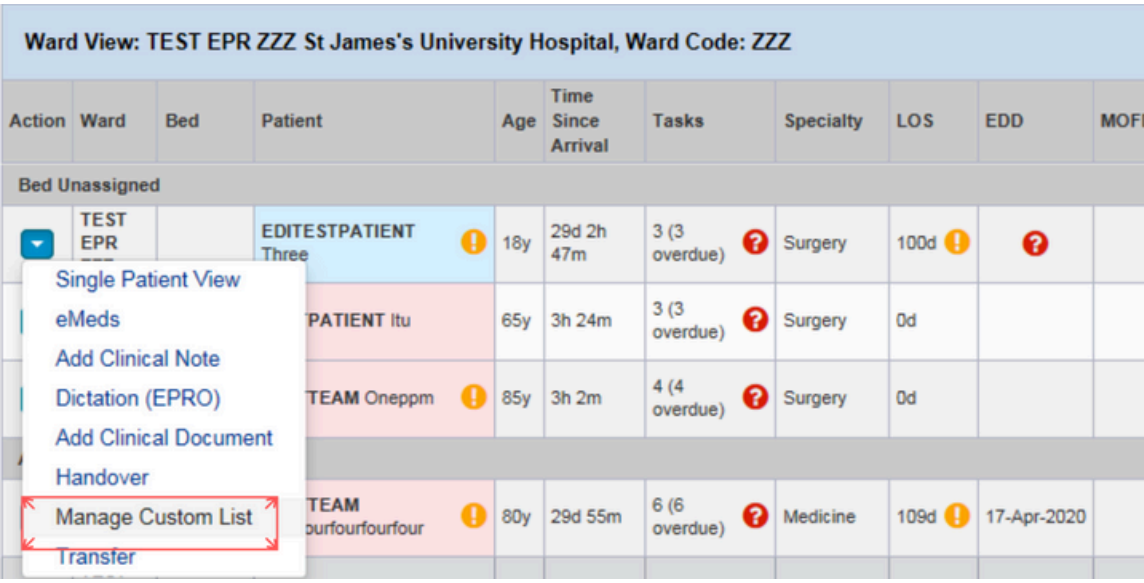 Ward View: TEST EPR ZZZ St James's University Hospital, Ward Code: ZZZ
Action Ward Bed Patient Age Time Since Arrival Tasks Specialty LOS EDD
Bed Unassigned
TEST EPR EDITESTPATIENT Three 18y 29d 2h 47m 3 (3 overdue) Surgery 100d
Single Patient View
eMeds
PATIENT Itu 65y 3h 24m 3 (3 overdue) Surgery 0d
Add Clinical Note
Dictation (EPRO)
TEAM Oneppm 85y 3h 2m 4 (4 overdue) Surgery 0d
Add Clinical Document
Handover
Manage Custom List
TEAM ourfourfourfour 80y 29d 55m 6 (6 overdue) Medicine 109d 17-Apr-2020
Transfer